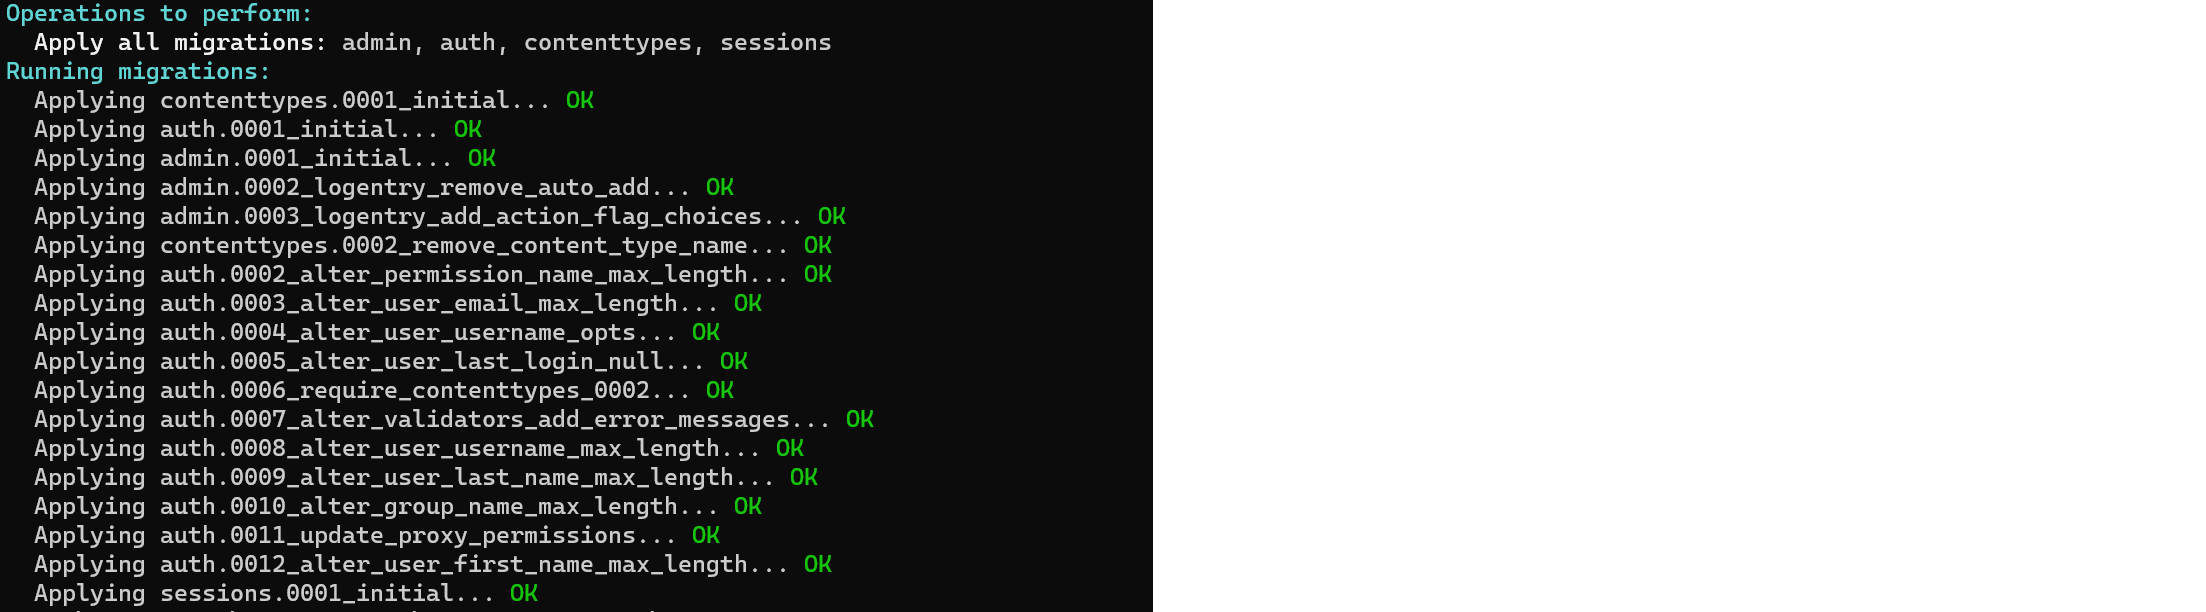 Operations to perform:
  Apply all migrations: admin, auth, contenttypes, sessions
Running migrations:
  Applying contenttypes.0001_initial... OK
  Applying auth.0001_initial... OK
  Applying admin.0001_initial... OK
  Applying admin.0002_logentry_remove_auto_add... OK
  Applying admin.0003_logentry_add_action_flag_choices... OK
  Applying contenttypes.0002_remove_content_type_name... OK
  Applying auth.0002_alter_permission_name_max_length... OK
  Applying auth.0003_alter_user_email_max_length... OK
  Applying auth.0004_alter_user_username_opts... OK
  Applying auth.0005_alter_user_last_login_null... OK
  Applying auth.0006_require_contenttypes_0002... OK
  Applying auth.0007_alter_validators_add_error_messages... OK
  Applying auth.0008_alter_user_username_max_length... OK
  Applying auth.0009_alter_user_last_name_max_length... OK
  Applying auth.0010_alter_group_name_max_length... OK
  Applying auth.0011_update_proxy_permissions... OK
  Applying auth.0012_alter_user_first_name_max_length... OK
  Applying sessions.0001_initial... OK